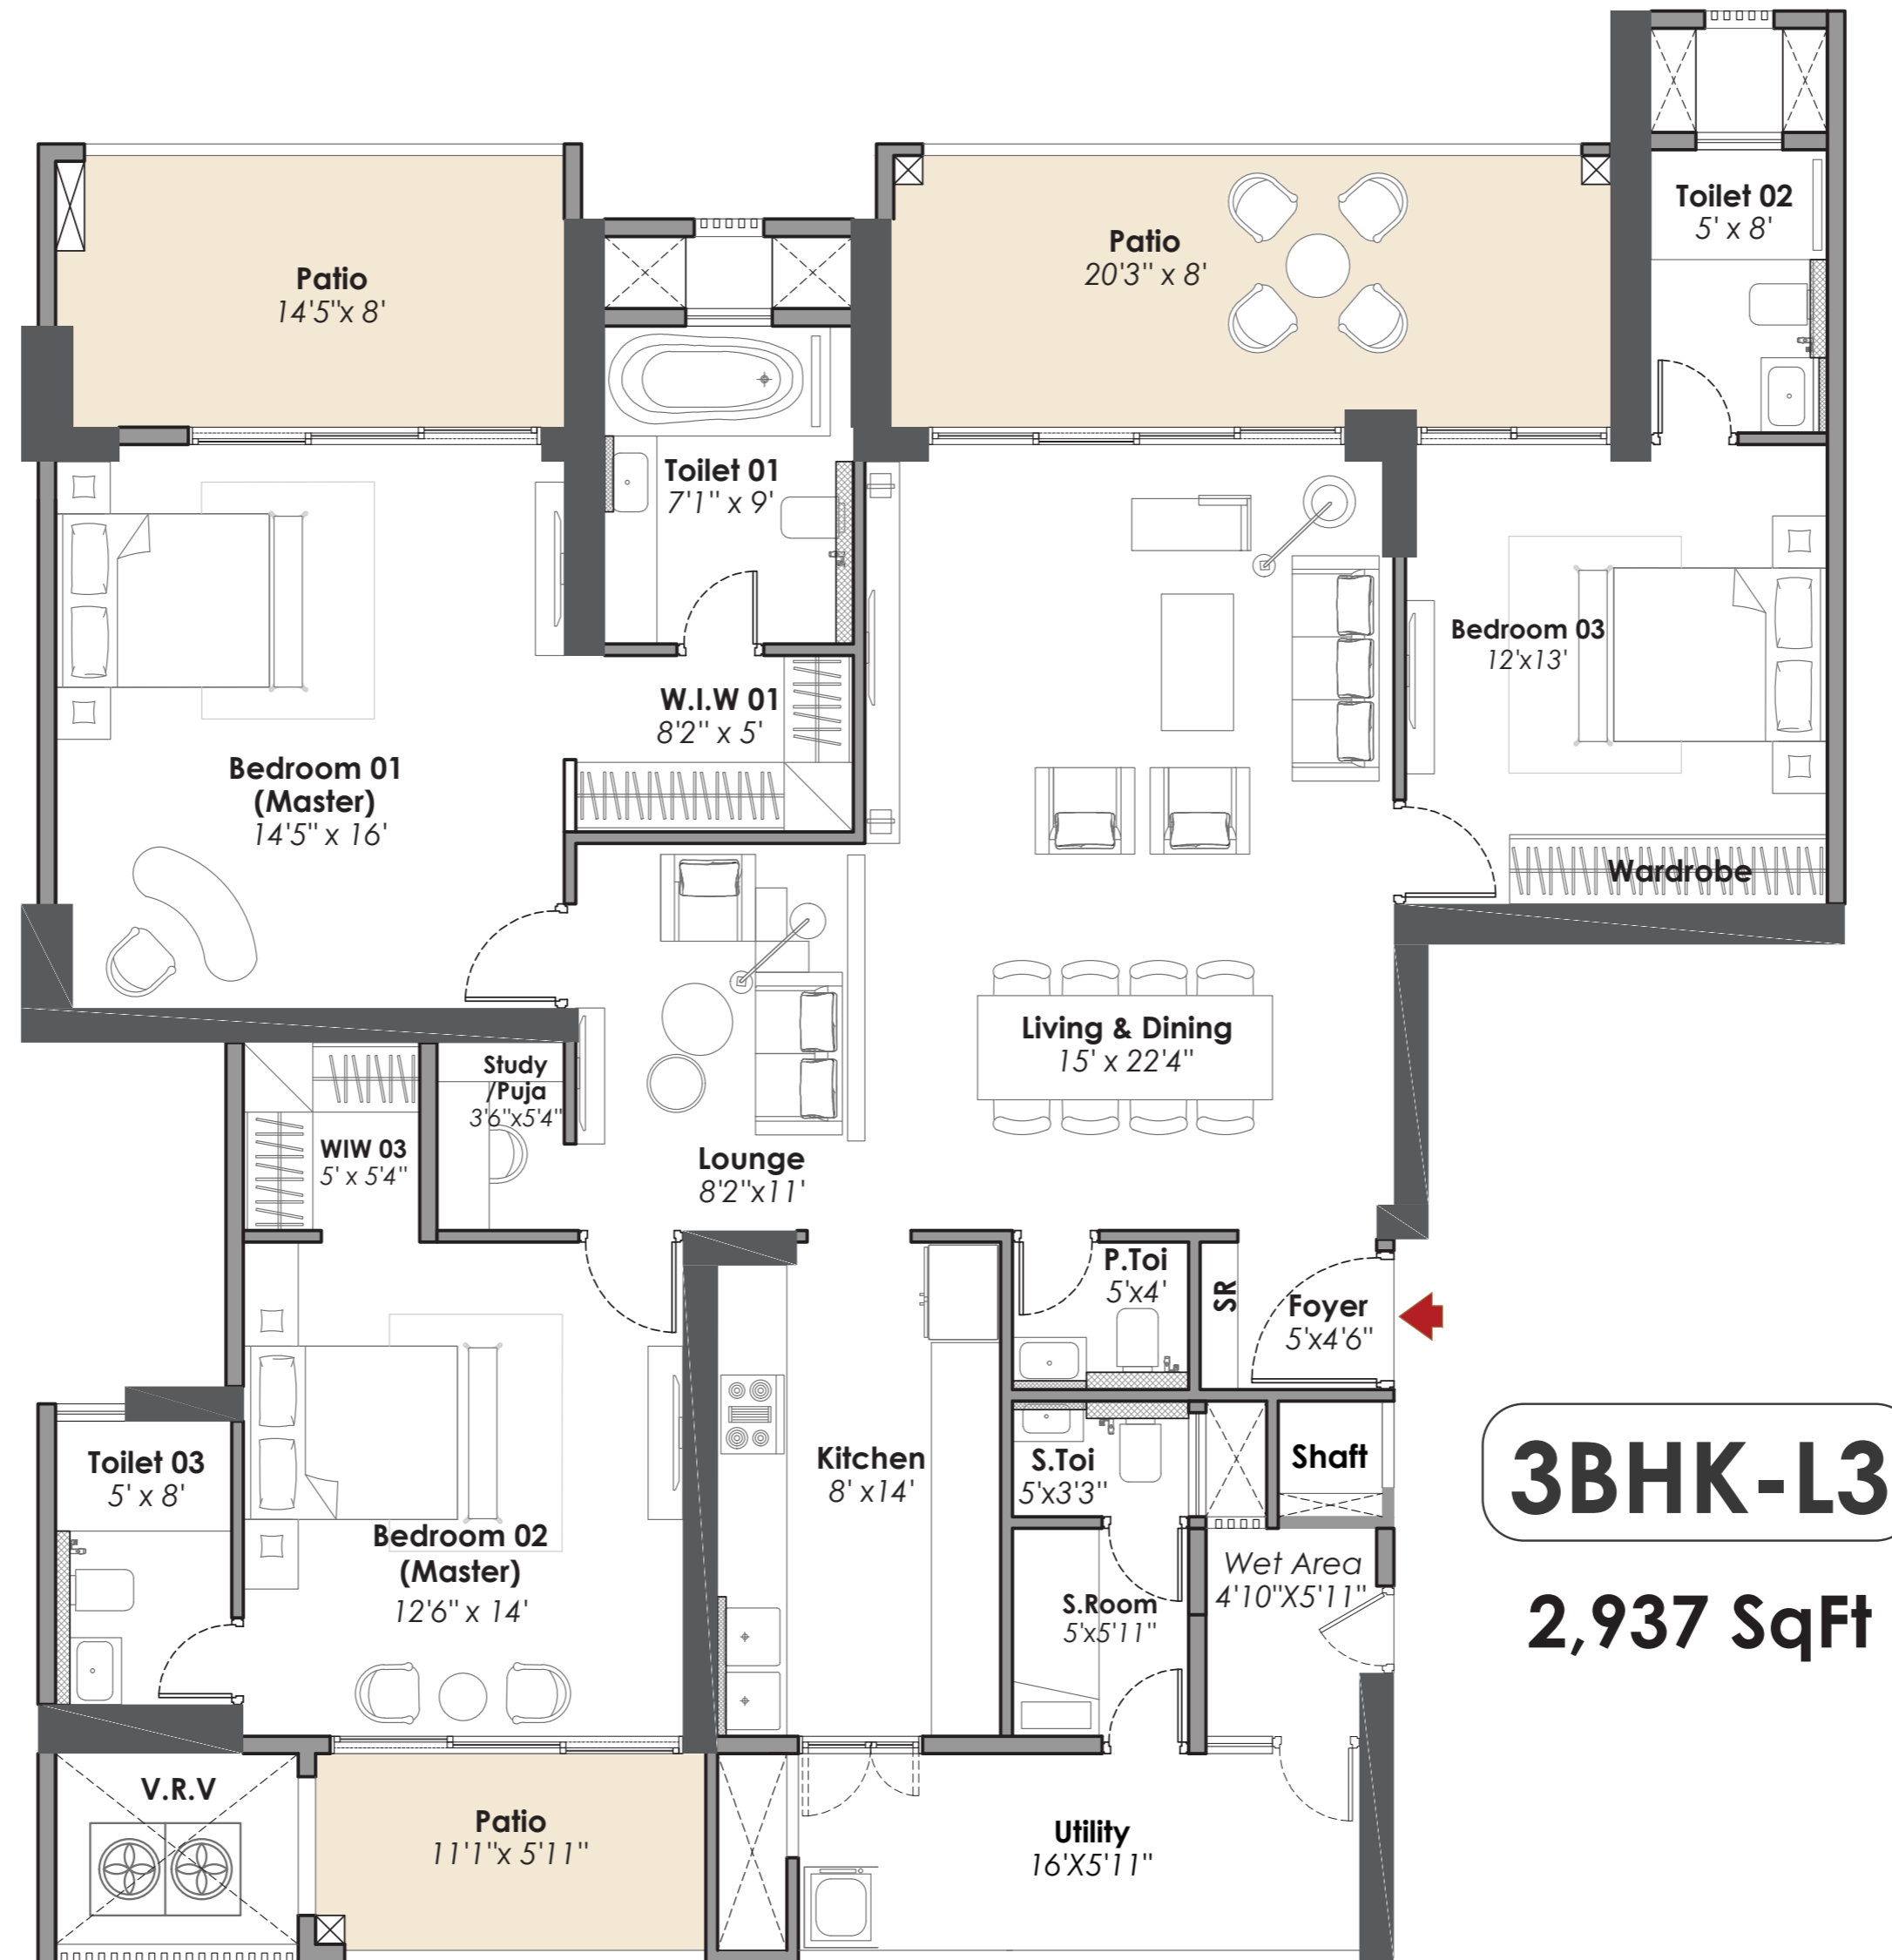 Toilet 02
5' x 8'
Patio
14'5"x 8'
Patio
20'3" x 8'
Toilet 01
7'1" x 9'
Bedroom 03
12'x13'
W.I.W 01
8'2" x 5'
Bedroom 01
(Master)
14'5" x 16'
Wardrobe
Living & Dining
15' x 22'4"
Study
/Puja
3'6"x5'4"
WIW 03
5' x 5'4"
Lounge
8'2"x11'
P.Toi
5'x4'
SR
Foyer
5'x4'6"
Toilet 03
5' x 8'
Kitchen
8' x14'
S.Toi
5'x3'3"
Shaft
3BHK-L3
Bedroom 02
(Master)
12'6" x 14'
S.Room
5'x5'11"
Wet Area
4'10"X5'11"
2,937 SqFt
V.R.V
Patio
11'1"x 5'11"
Utility
16'X5'11"